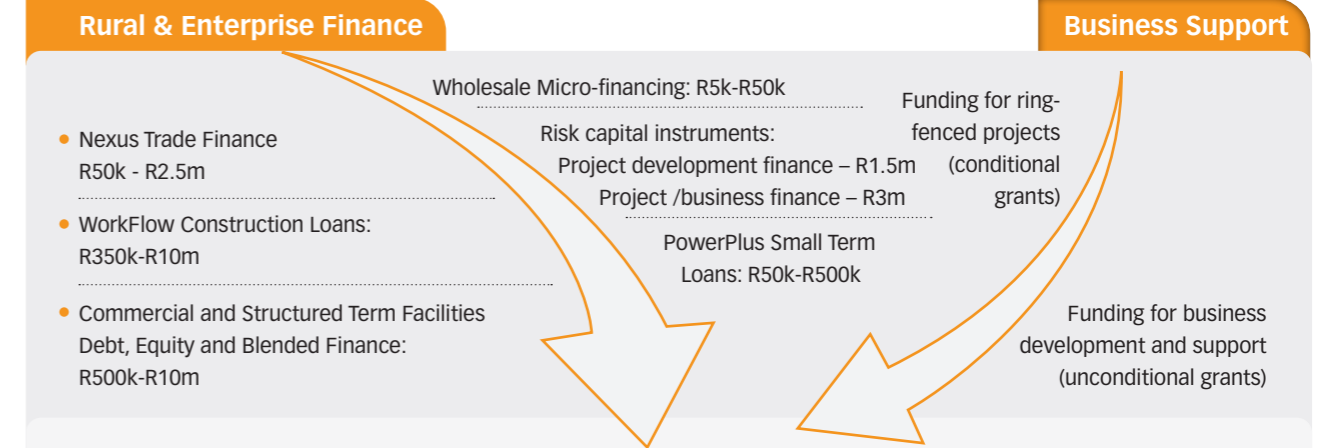 Rural & Enterprise Finance
Business Support
• Nexus Trade Finance
R50k - R2.5m
• WorkFlow Construction Loans:
R350k-R10m
• Commercial and Structured Term Facilities
Debt, Equity and Blended Finance:
R500k-R10m
Wholesale Micro-financing: R5k-R50k
Risk capital instruments:
Project development finance – R1.5m
Project /business finance – R3m
PowerPlus Small Term
Loans: R50k-R500k
Funding for ring-
fenced projects
(conditional
grants)
Funding for business
development and support
(unconditional grants)